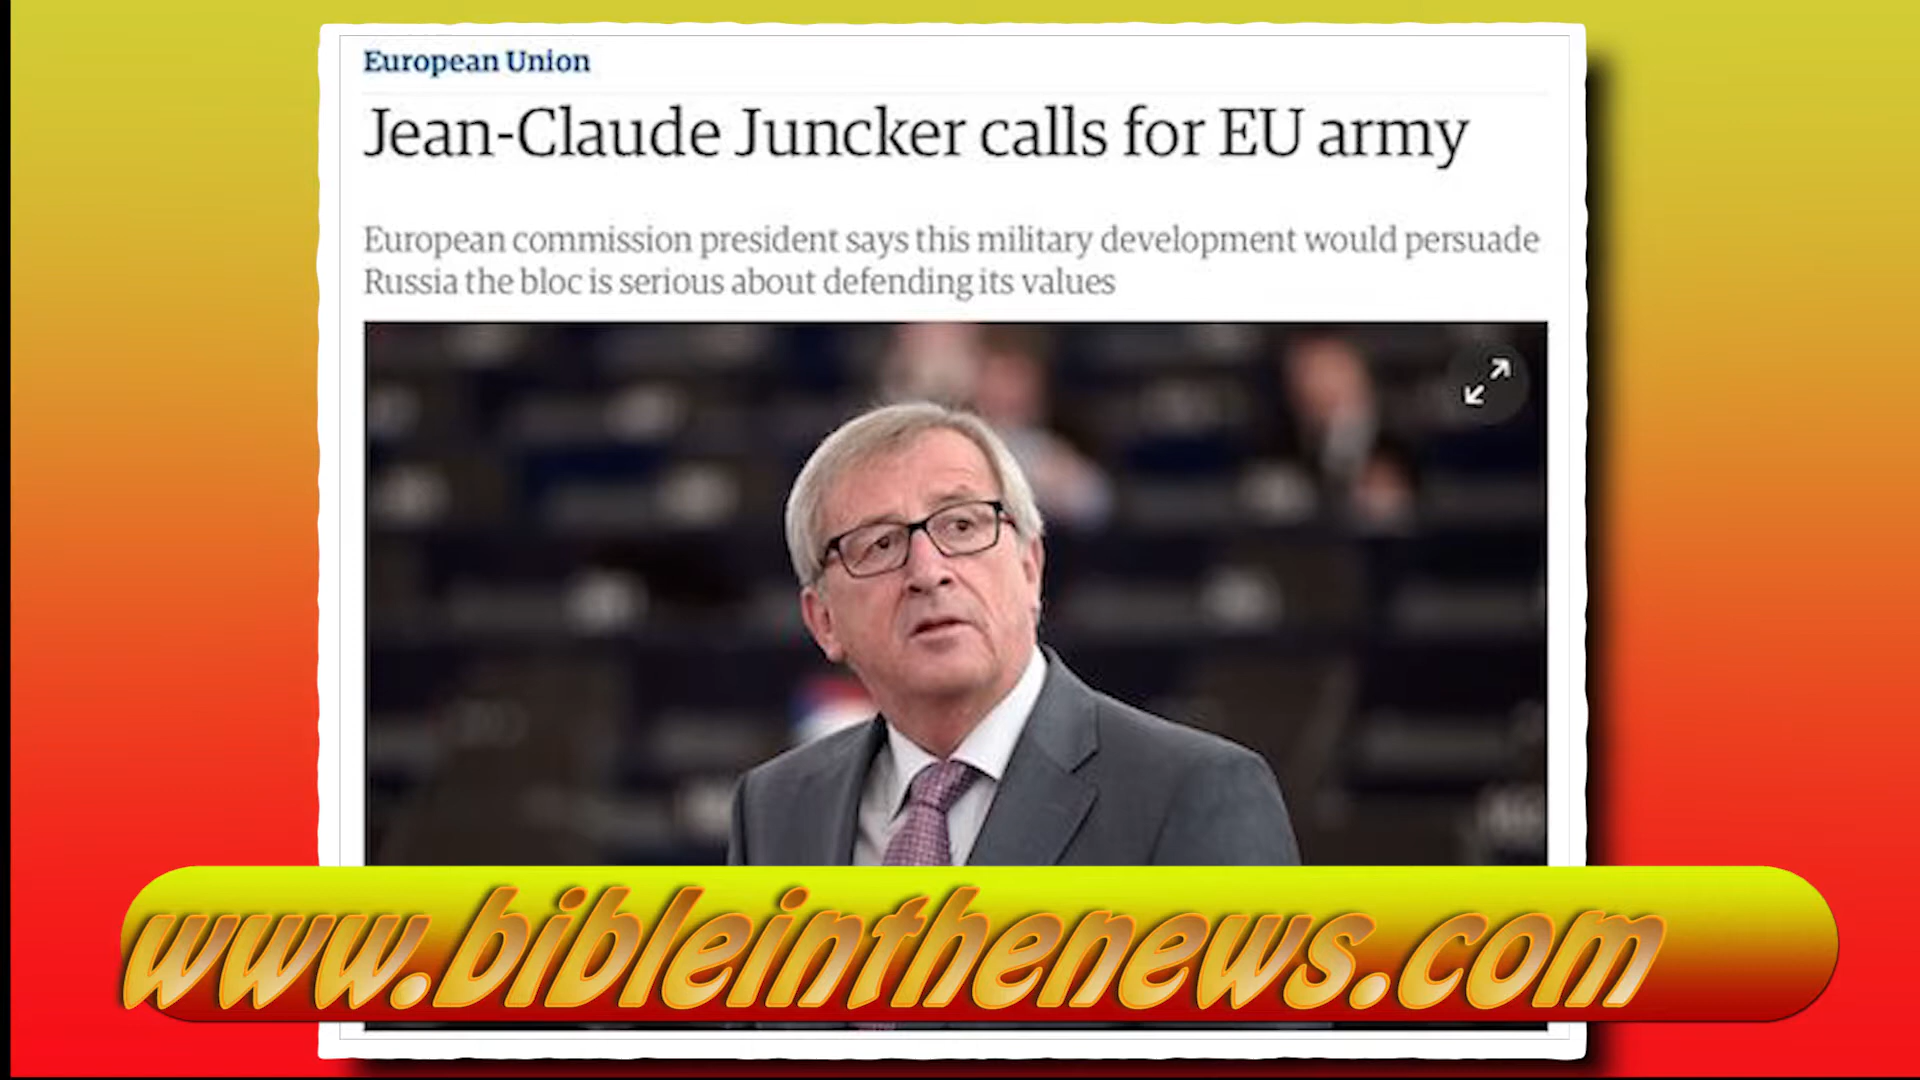 European Union
Jean-Claude Juncker calls for EU army
European commission president says this military development would persuade
Russia the bloc is serious about defending its values
www.bibleinthenews.com